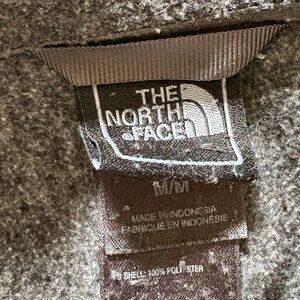 THE
NORTH
FACE
M/M
MADE IN INDONESIA
FABRIQUÉ EN INDONÉSIE
SHELL: 100% POLYESTER